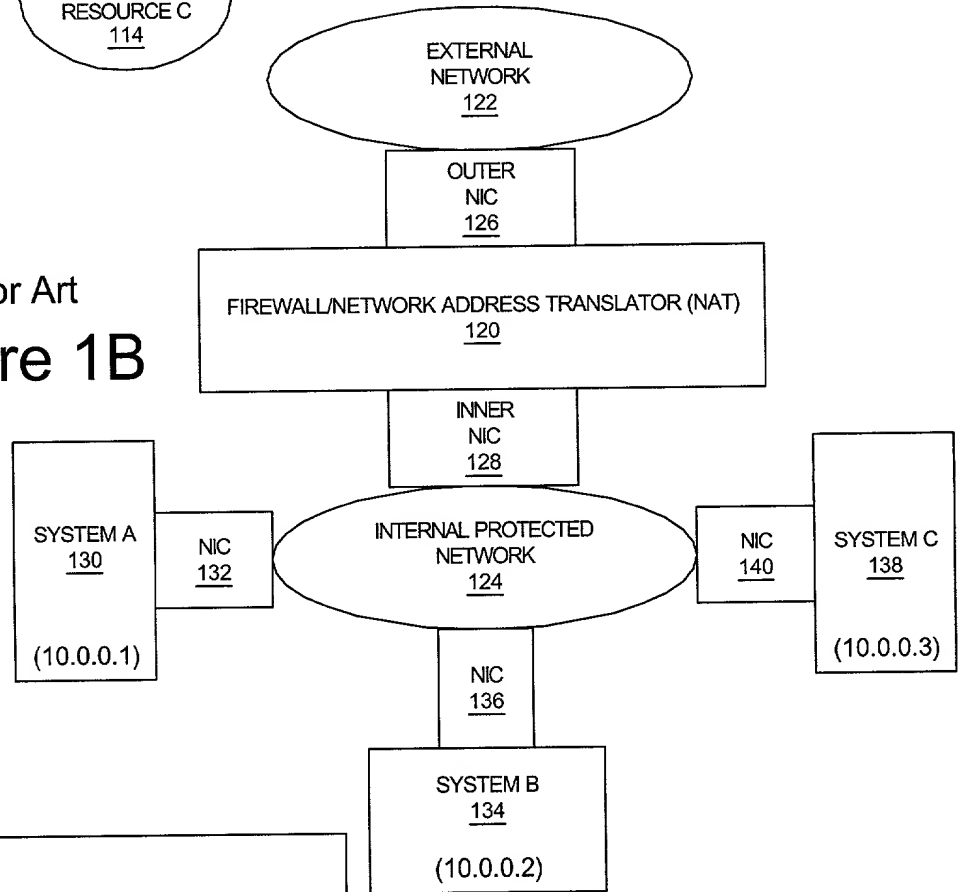 RESOURCE C
114
EXTERNAL
NETWORK
122
OUTER
NIC
126
FIREWALL/NETWORK ADDRESS TRANSLATOR (NAT)
120
or Art
re 1B
INNER
NIC
128
SYSTEM A
130
(10.0.0.1)
NIC
132
INTERNAL PROTECTED
NETWORK
124
NIC
140
SYSTEM C
138
(10.0.0.3)
NIC
136
SYSTEM B
134
(10.0.0.2)